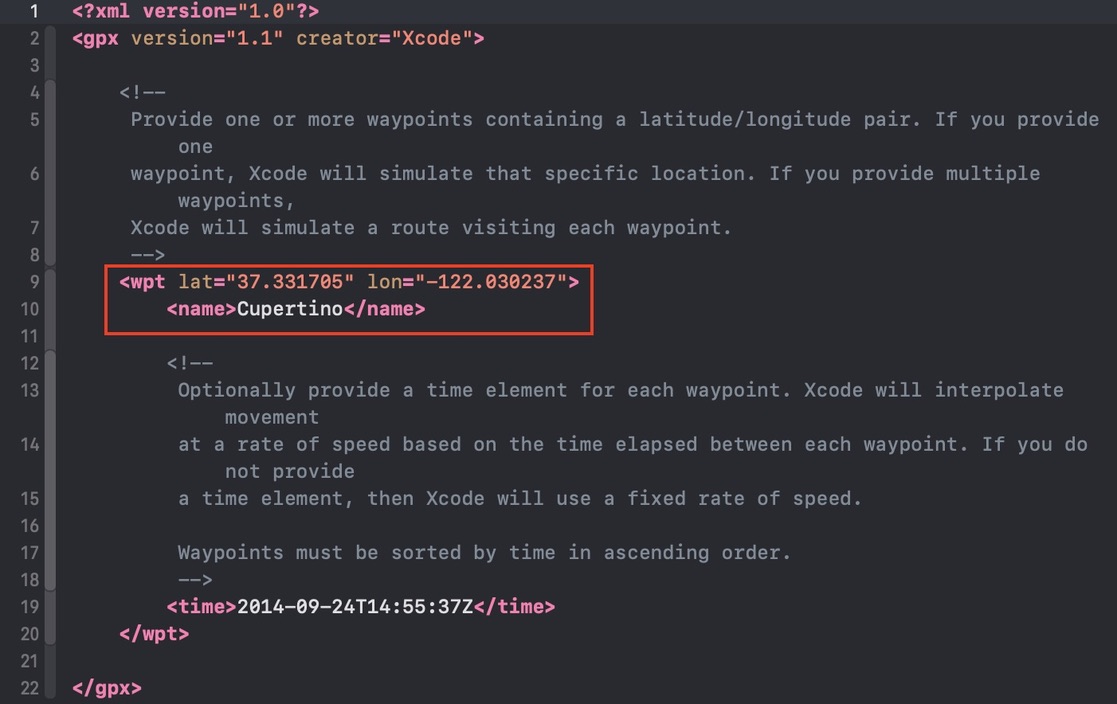 1 <?xml version="1.0"?>
2 <gpx version="1.1" creator="Xcode">
3
4 <!--
5 Provide one or more waypoints containing a latitude/longitude pair. If you provide
one
6 waypoint, Xcode will simulate that specific location. If you provide multiple
waypoints,
7 Xcode will simulate a route visiting each waypoint.
8 -->
9 <wpt lat="37.331705" lon="-122.030237">
10 <name>Cupertino</name>
11
12 <!--
13 Optionally provide a time element for each waypoint. Xcode will interpolate
movement
14 at a rate of speed based on the time elapsed between each waypoint. If you do
not provide
15 a time element, then Xcode will use a fixed rate of speed.
16
17 Waypoints must be sorted by time in ascending order.
18 -->
19 <time>2014-09-24T14:55:37Z</time>
20 </wpt>
21
22 </gpx>